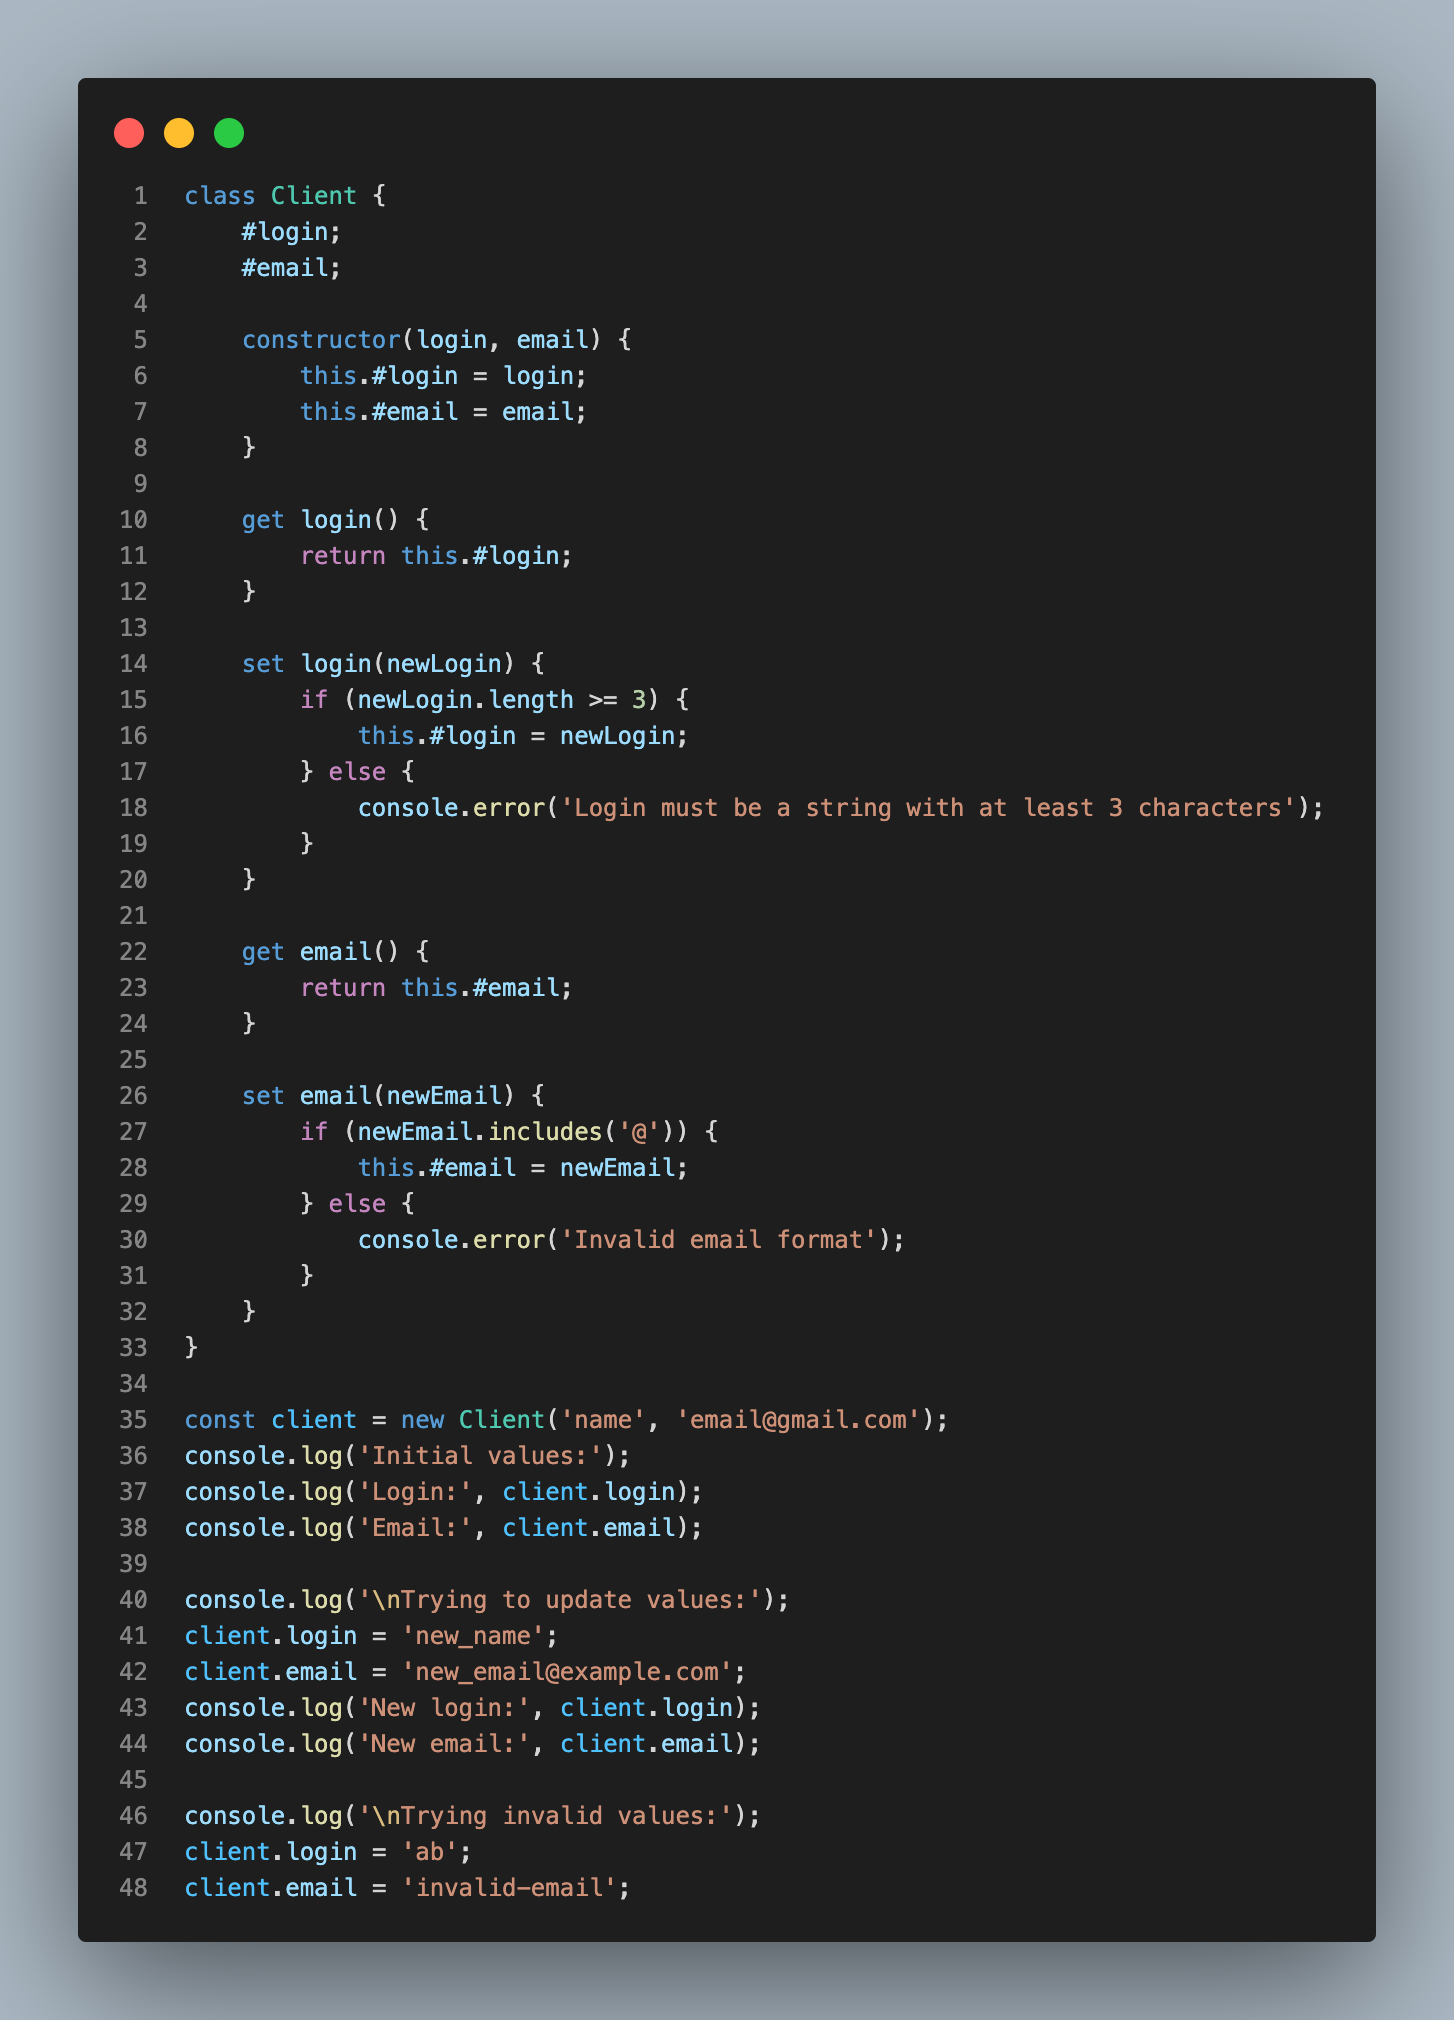 1 class Client {
2     #login;
3     #email;
4
5     constructor(login, email) {
6         this.#login = login;
7         this.#email = email;
8     }
9
10     get login() {
11         return this.#login;
12     }
13
14     set login(newLogin) {
15         if (newLogin.length >= 3) {
16             this.#login = newLogin;
17         } else {
18             console.error('Login must be a string with at least 3 characters');
19         }
20     }
21
22     get email() {
23         return this.#email;
24     }
25
26     set email(newEmail) {
27         if (newEmail.includes('@')) {
28             this.#email = newEmail;
29         } else {
30             console.error('Invalid email format');
31         }
32     }
33 }
34
35 const client = new Client('name', 'email@gmail.com');
36 console.log('Initial values:');
37 console.log('Login:', client.login);
38 console.log('Email:', client.email);
39
40 console.log('\nTrying to update values:');
41 client.login = 'new_name';
42 client.email = 'new_email@example.com';
43 console.log('New login:', client.login);
44 console.log('New email:', client.email);
45
46 console.log('\nTrying invalid values:');
47 client.login = 'ab';
48 client.email = 'invalid-email';